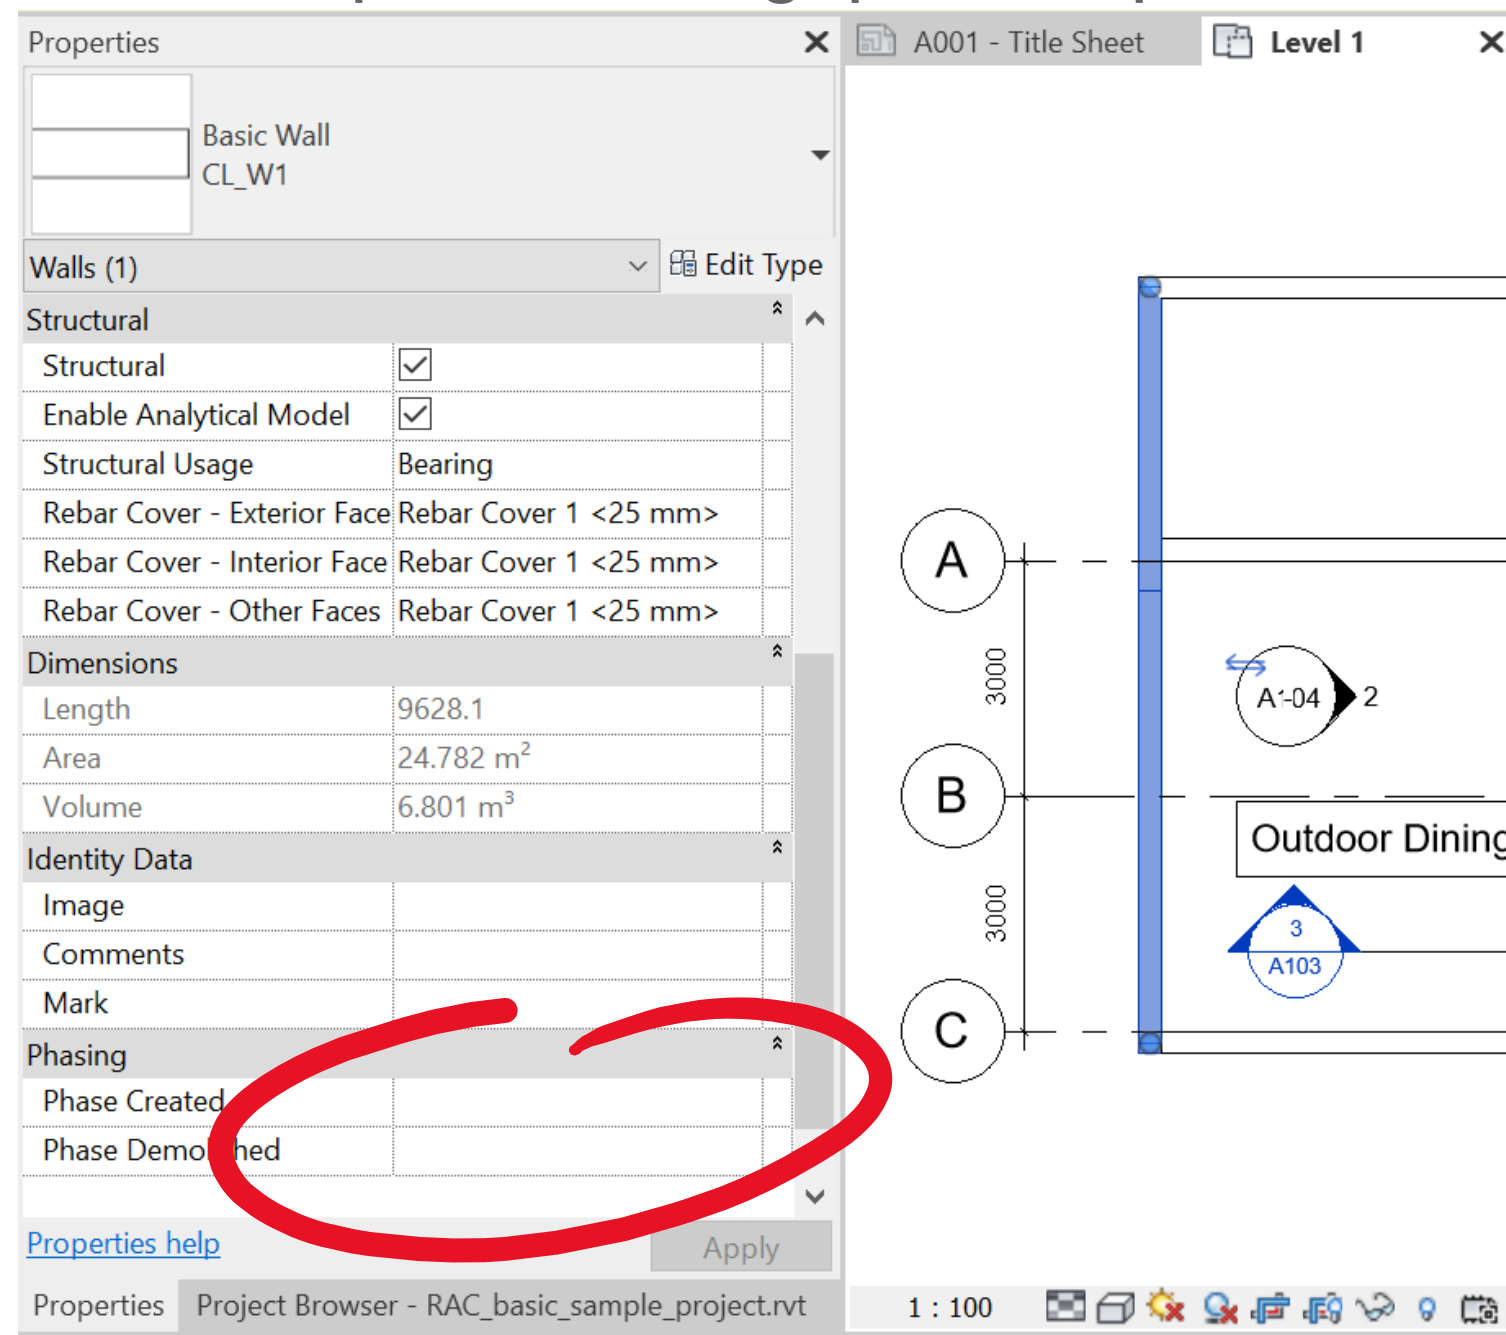 Properties
A001 - Title Sheet
Level 1
Basic Wall
CL_W1
Walls (1)
Edit Type
Structural
Structural
Enable Analytical Model
Structural Usage Bearing
Rebar Cover - Exterior Face Rebar Cover 1 <25 mm>
Rebar Cover - Interior Face Rebar Cover 1 <25 mm>
Rebar Cover - Other Faces Rebar Cover 1 <25 mm>
Dimensions
Length 9628.1
Area 24.782 m²
Volume 6.801 m³
Identity Data
Image
Comments
Mark
Phasing
Phase Created
Phase Demolished
Properties help
Apply
Properties
Project Browser - RAC_basic_sample_project.rvt
A
3000
A1-04
2
B
Outdoor Dining
3000
3
A103
C
1 : 100